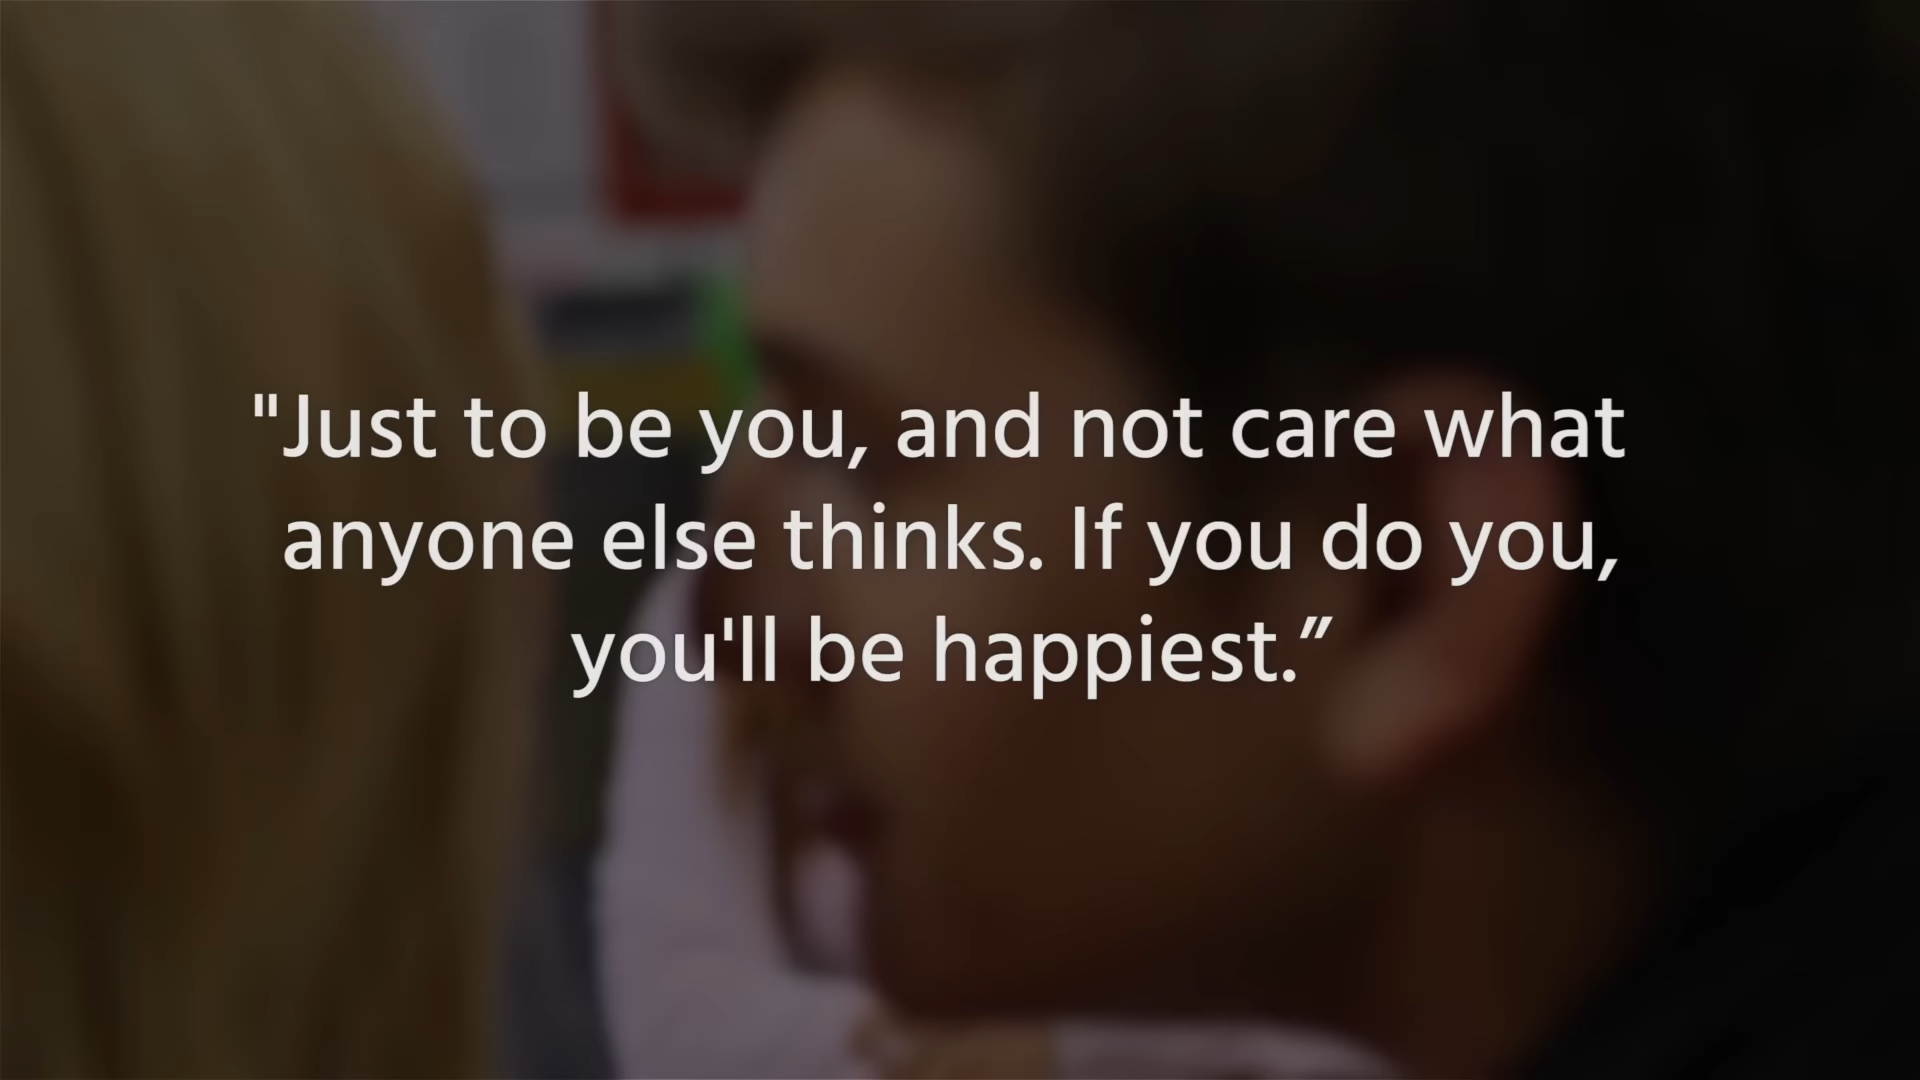 "Just to be you, and not care what
anyone else thinks. If you do you,
you'll be happiest.”